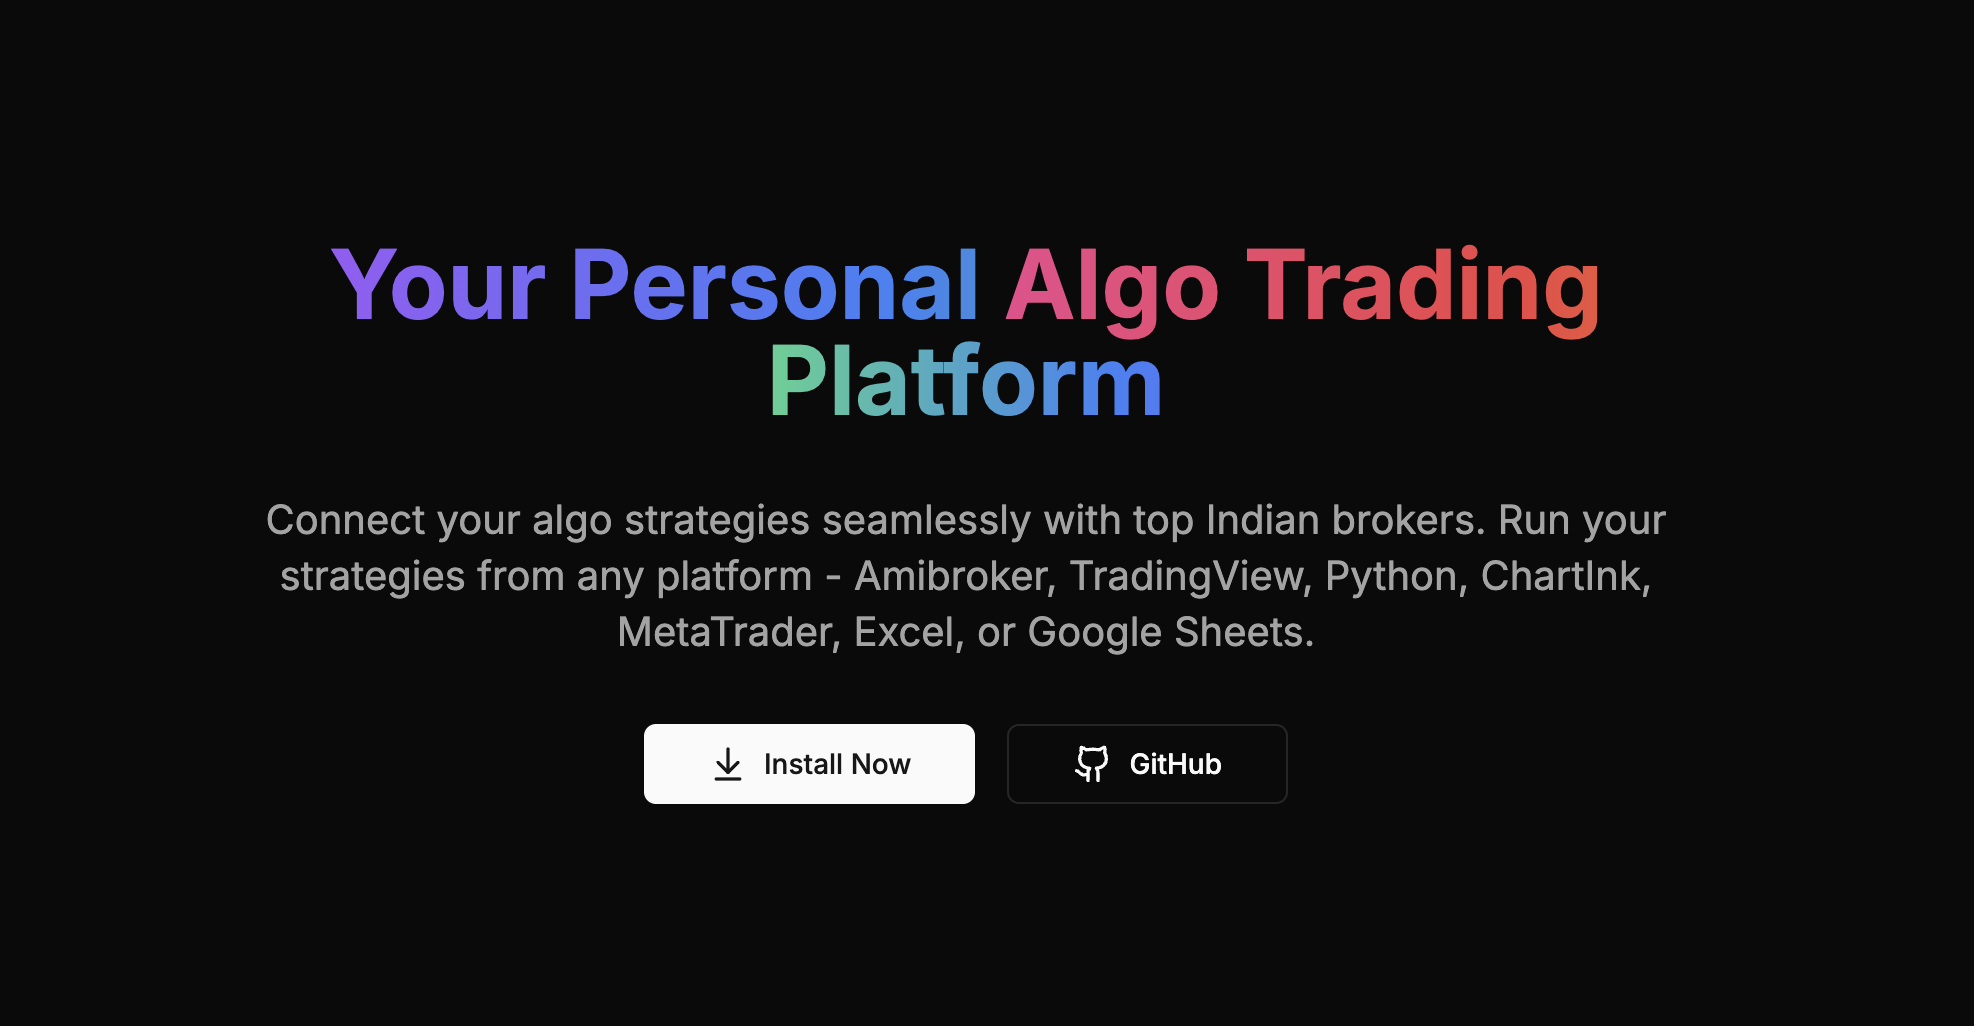 Your Personal Algo Trading
Platform
Connect your algo strategies seamlessly with top Indian brokers. Run your
strategies from any platform - Amibroker, TradingView, Python, ChartInk,
MetaTrader, Excel, or Google Sheets.
Install Now
GitHub